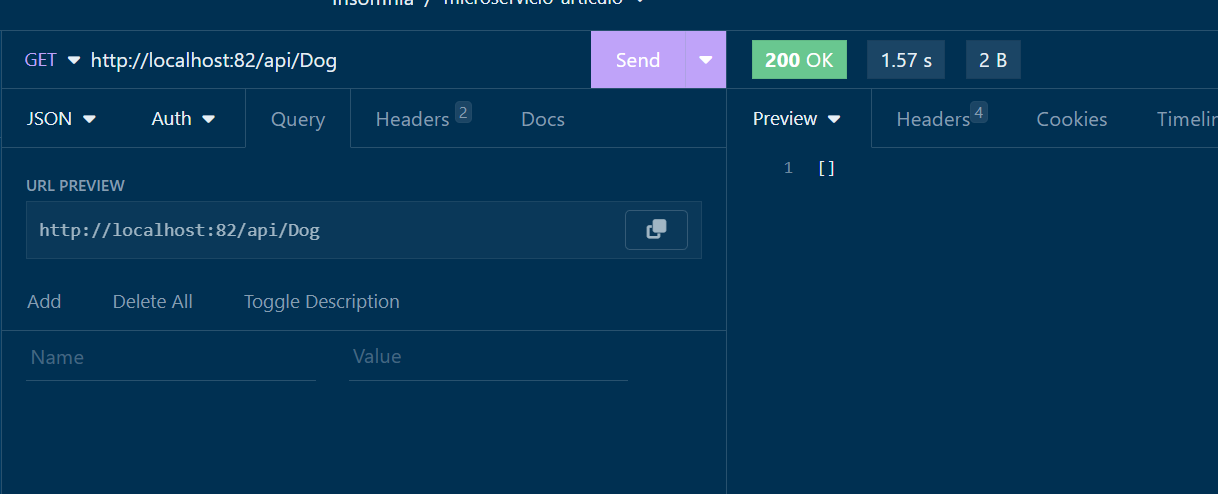 Insomnia / microservicio-articulo
GET http://localhost:82/api/Dog Send 200 OK 1.57 s 2 B
JSON Auth Query Headers 2 Docs Preview Headers 4 Cookies
1 []
URL PREVIEW
http://localhost:82/api/Dog
Add Delete All Toggle Description
Name Value